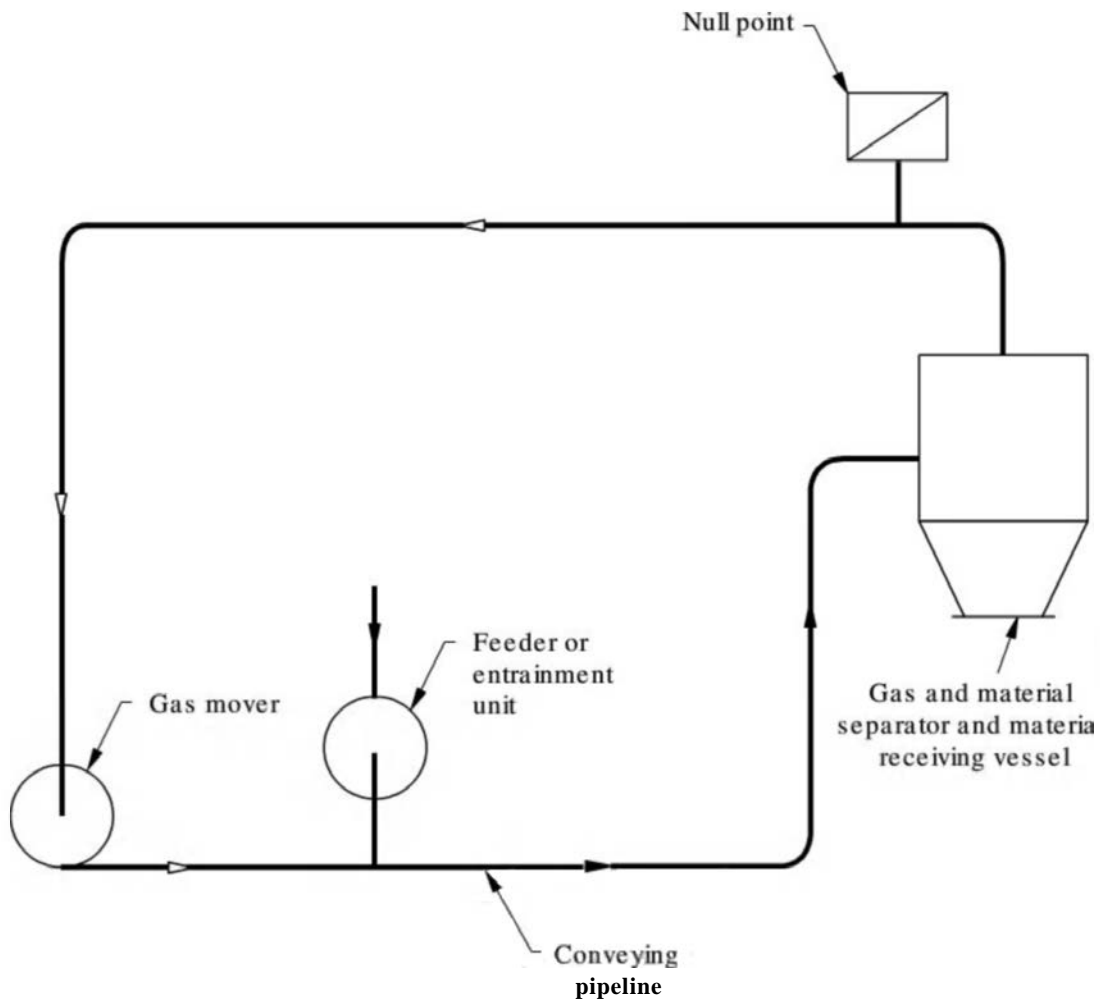 Null point
Feeder or
entrainment
unit
Gas mover
Gas and material
separator and materia
receiving vessel
Conveying
pipeline